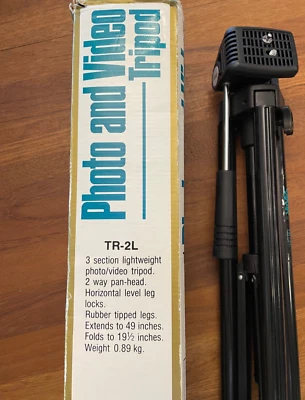 Photo and Video
Tripod
TR-2L
3 section lightweight
photo/video tripod.
2 way pan-head.
Horizontal level leg
locks.
Rubber tipped legs.
Extends to 49 inches.
Folds to 19½ inches.
Weight 0.89 kg.